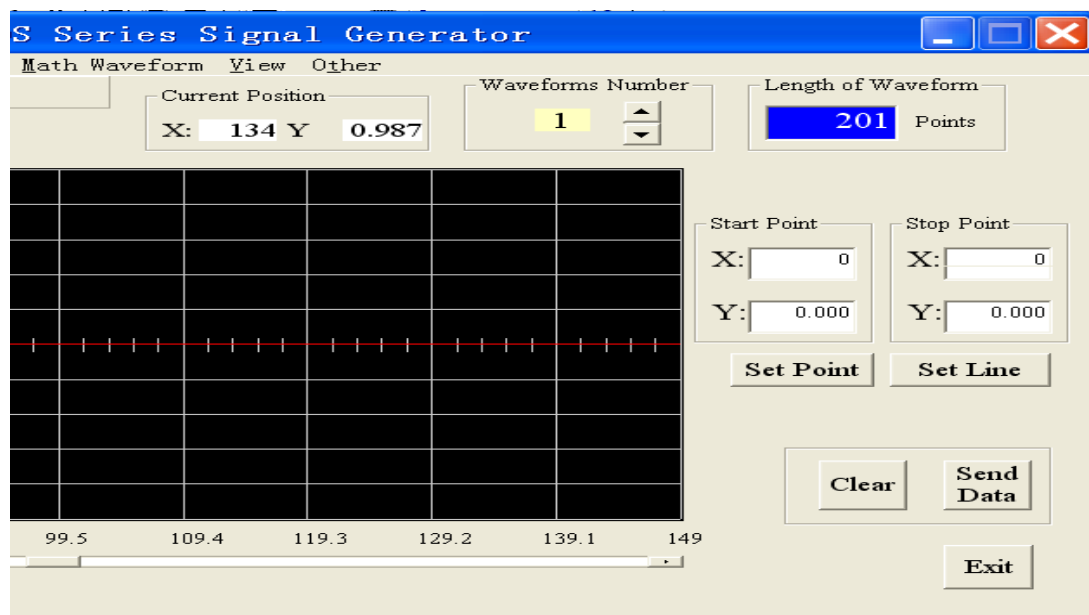 S Series Signal Generator
Math Waveform View Other
Current Position
X: 134 Y 0.987
Waveforms Number
1
Length of Waveform
201 Points
Start Point
X: 0
Y: 0.000
Stop Point
X: 0
Y: 0.000
Set Point
Set Line
Clear
Send
Data
99.5 109.4 119.3 129.2 139.1 149
Exit